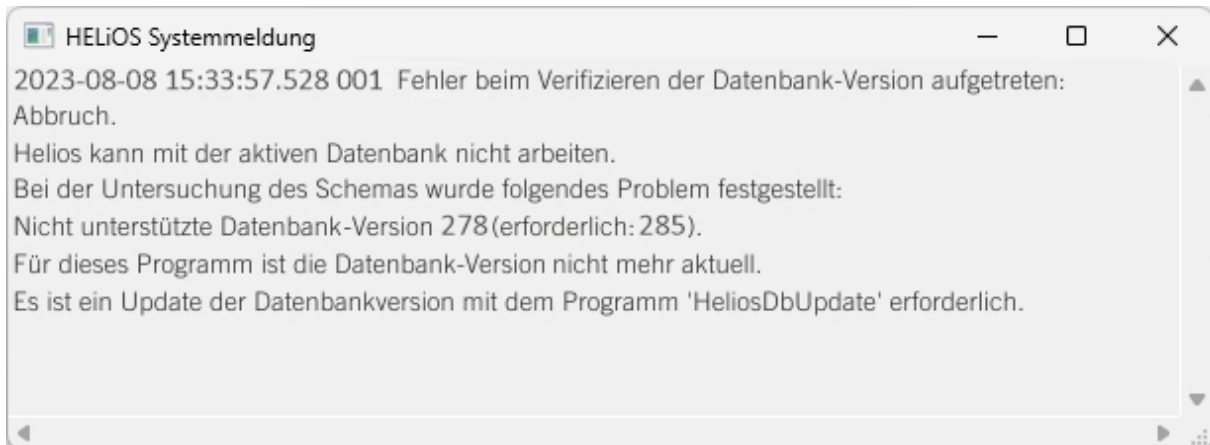 HELiOS Systemmeldung
2023-08-08 15:33:57.528 001 Fehler beim Verifizieren der Datenbank-Version aufgetreten:
Abbruch.
Helios kann mit der aktiven Datenbank nicht arbeiten.
Bei der Untersuchung des Schemas wurde folgendes Problem festgestellt:
Nicht unterstützte Datenbank-Version 278 (erforderlich: 285).
Für dieses Programm ist die Datenbank-Version nicht mehr aktuell.
Es ist ein Update der Datenbankversion mit dem Programm 'HeliosDbUpdate' erforderlich.